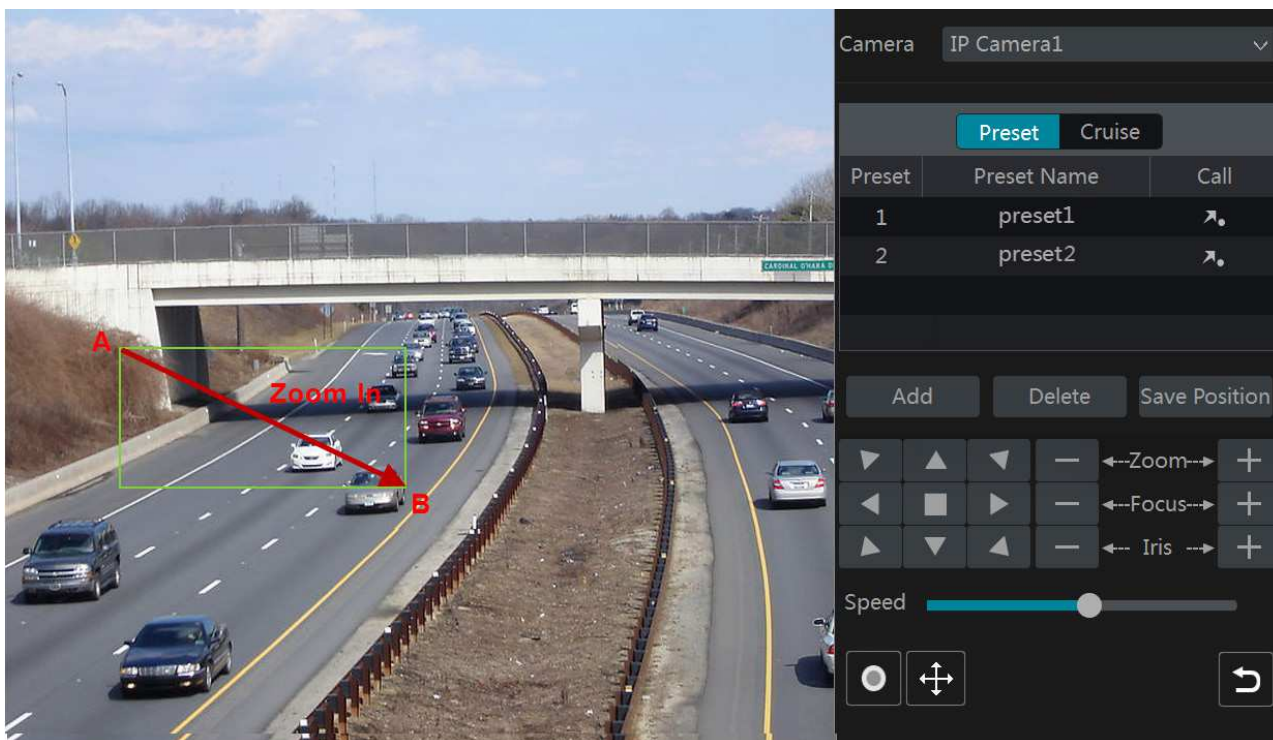 Camera IP Camera1
Preset Cruise
Preset Preset Name Call
1 preset1
2 preset2
CARDINAL O'HARA D
A
Zoom In
B
Add Delete Save Position
Zoom
Focus
Iris
Speed